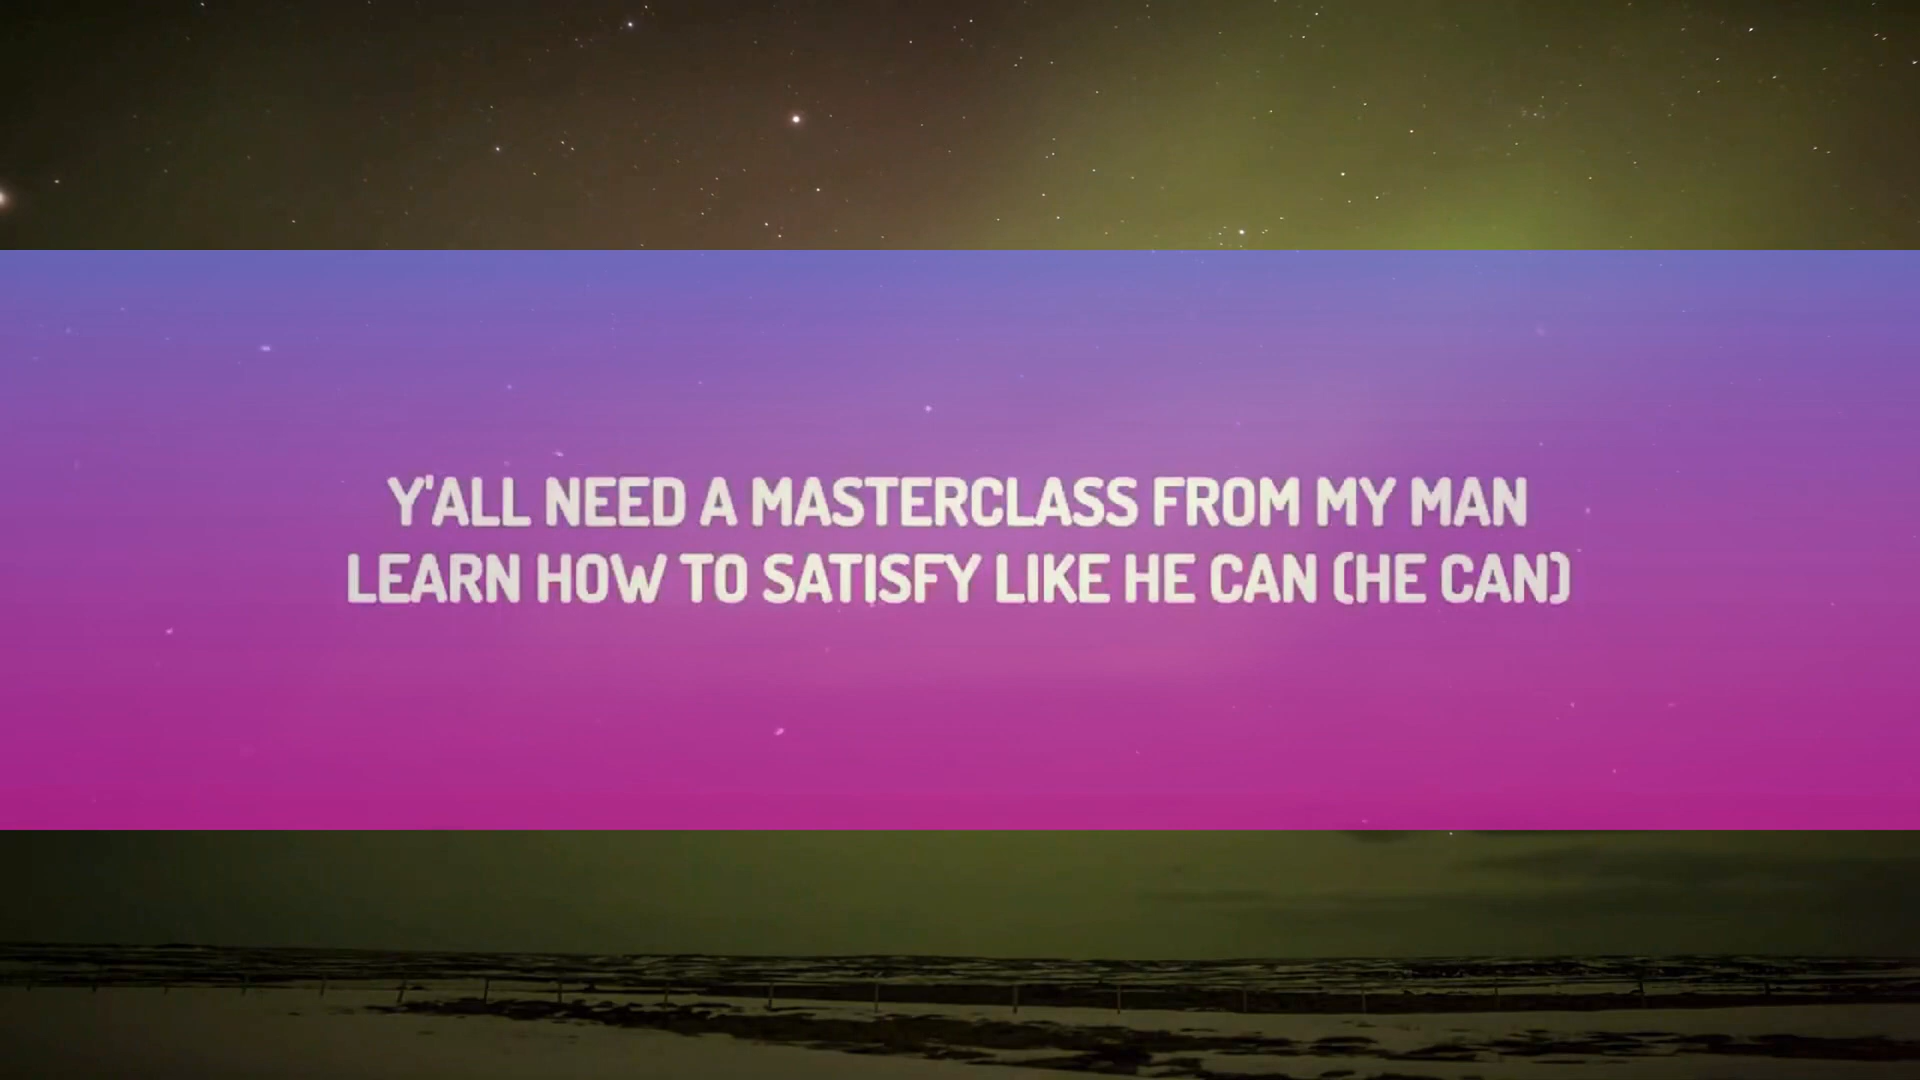 Y'ALL NEED A MASTERCLASS FROM MY MAN
LEARN HOW TO SATISFY LIKE HE CAN (HE CAN)